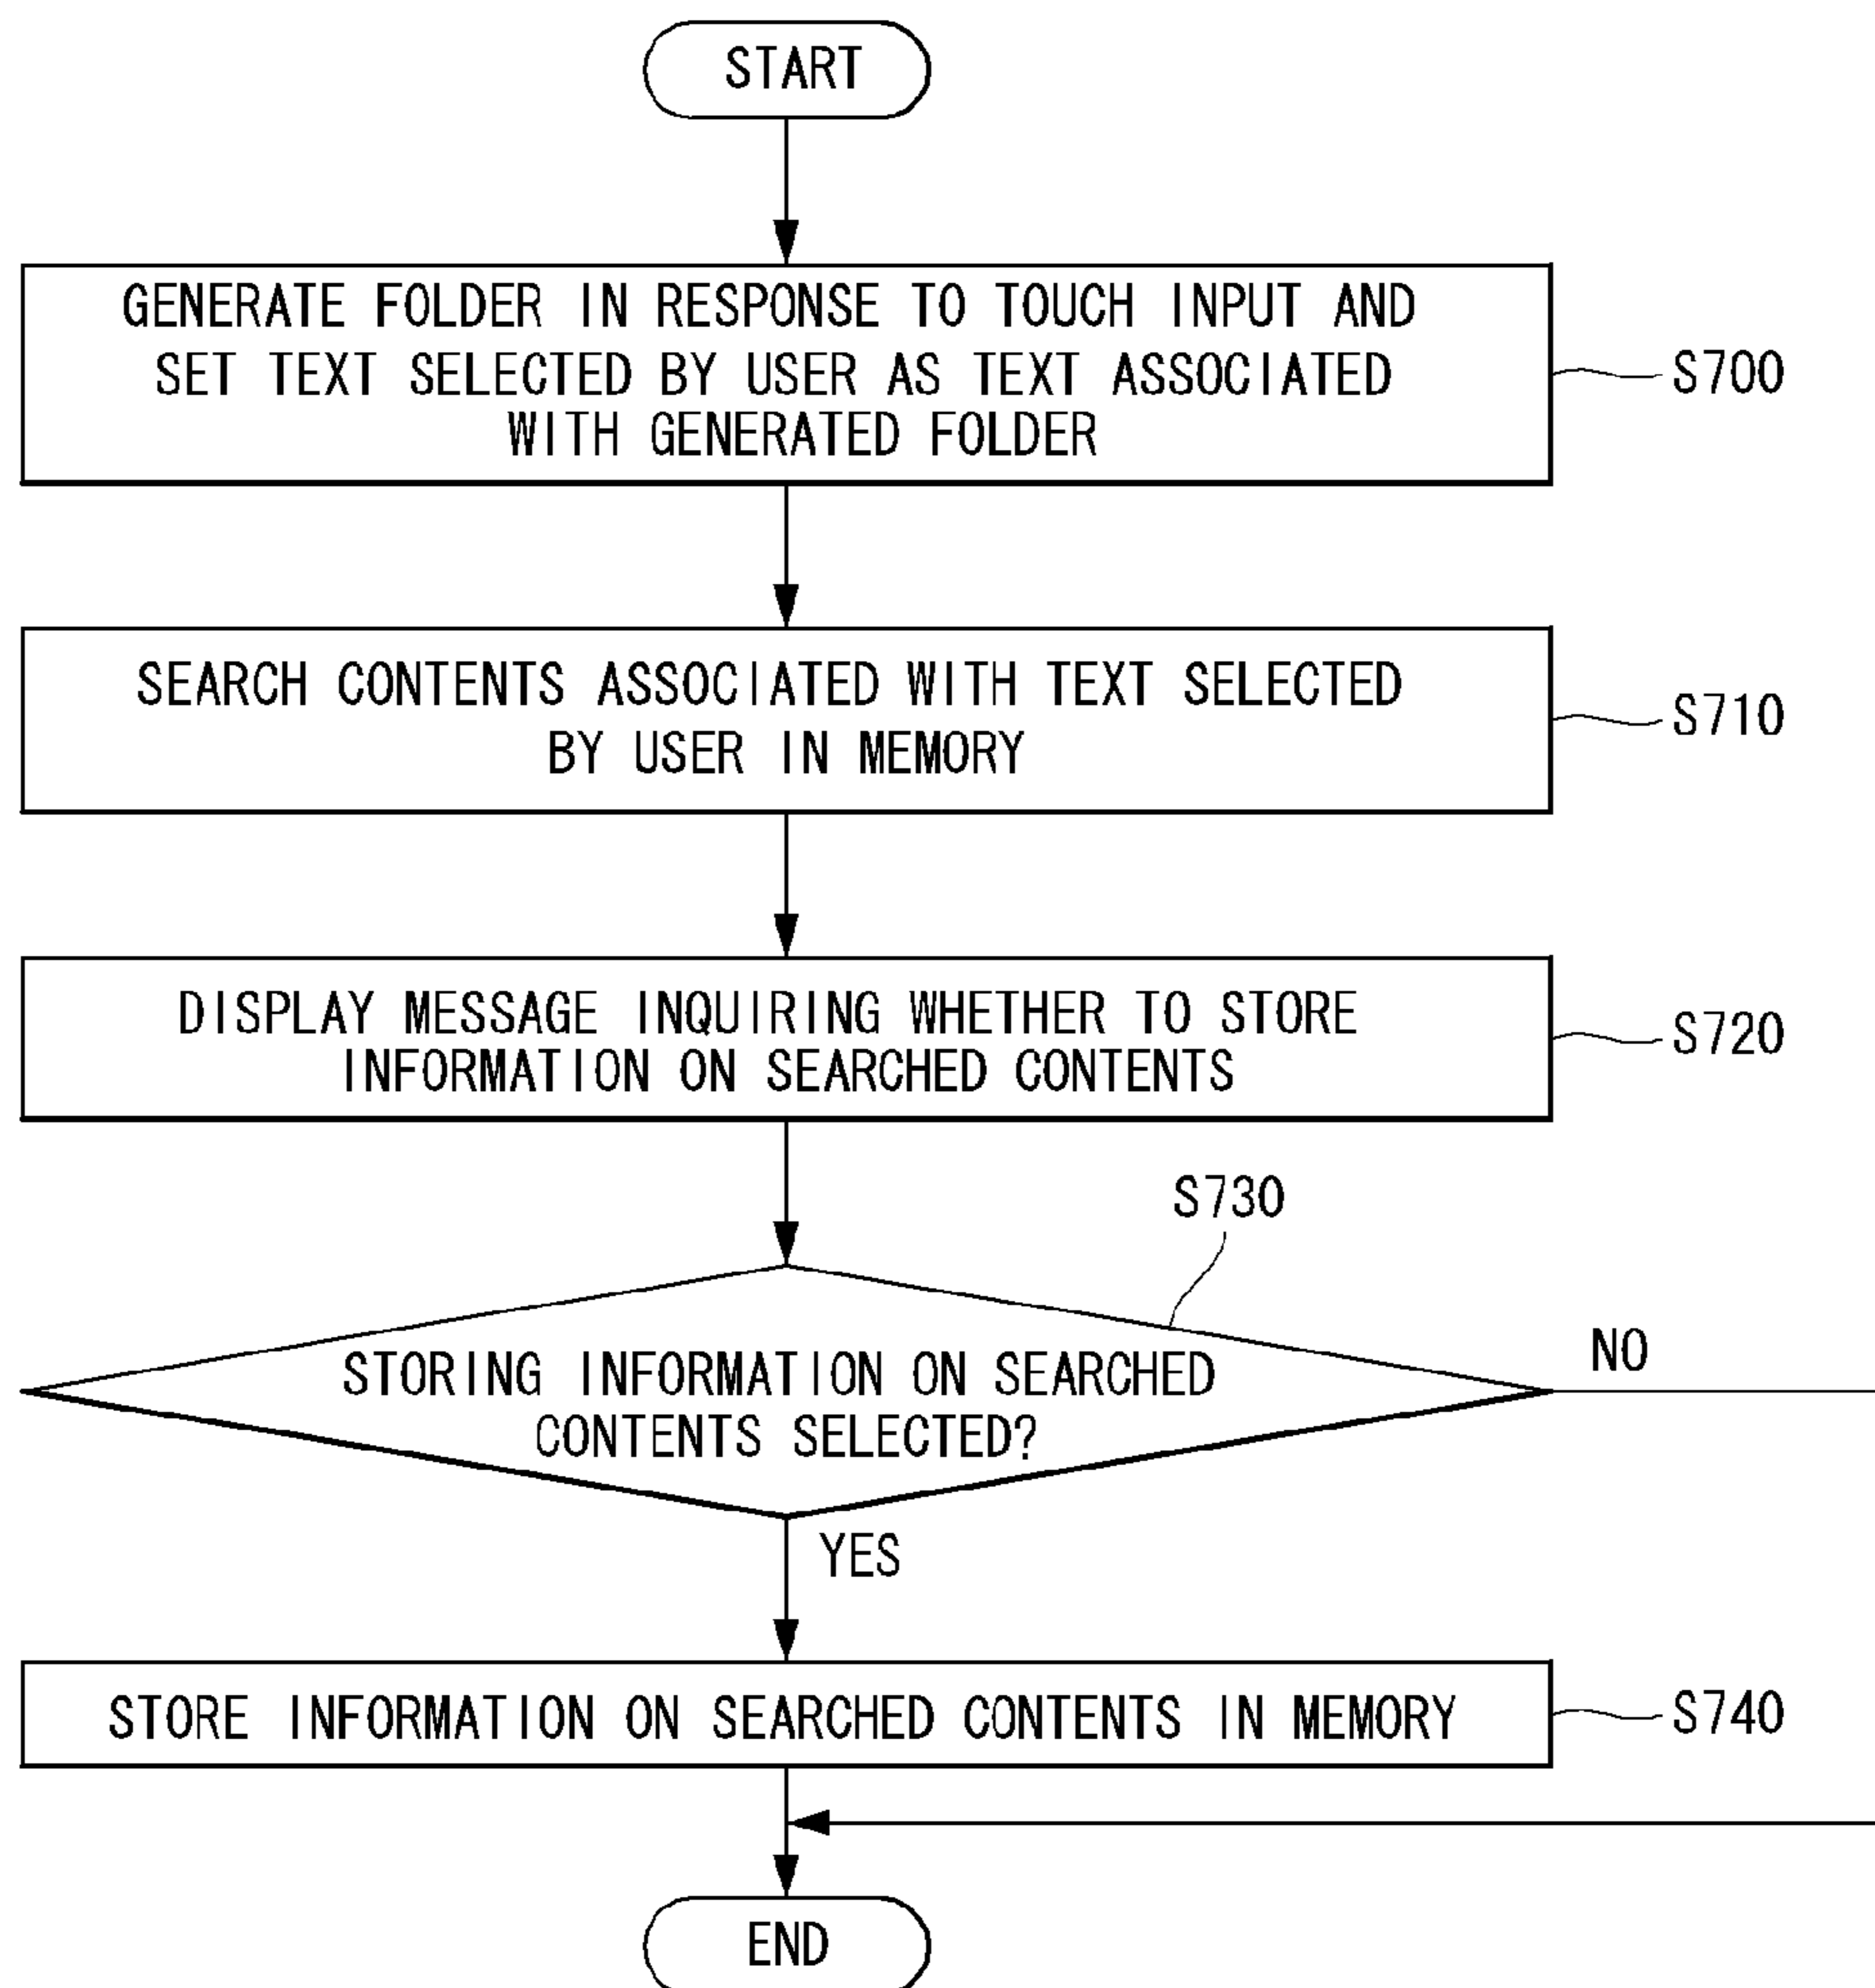 START
GENERATE FOLDER IN RESPONSE TO TOUCH INPUT AND
SET TEXT SELECTED BY USER AS TEXT ASSOCIATED
WITH GENERATED FOLDER
S700
SEARCH CONTENTS ASSOCIATED WITH TEXT SELECTED
BY USER IN MEMORY
S710
DISPLAY MESSAGE INQUIRING WHETHER TO STORE
INFORMATION ON SEARCHED CONTENTS
S720
S730
STORING INFORMATION ON SEARCHED
CONTENTS SELECTED?
NO
YES
STORE INFORMATION ON SEARCHED CONTENTS IN MEMORY
S740
END